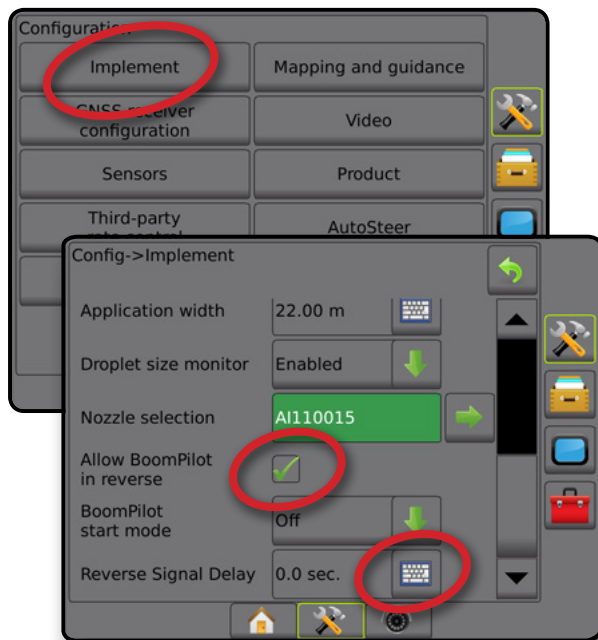 Configuration
Implement
Mapping and guidance
GNSS receiver
configuration
Video
Sensors
Product
Third-party
rate control
AutoSteer
Config->Implement
Application width
22.00 m
Droplet size monitor
Enabled
Nozzle selection
AI110015
Allow BoomPilot
in reverse
BoomPilot
start mode
Off
Reverse Signal Delay
0.0 sec.